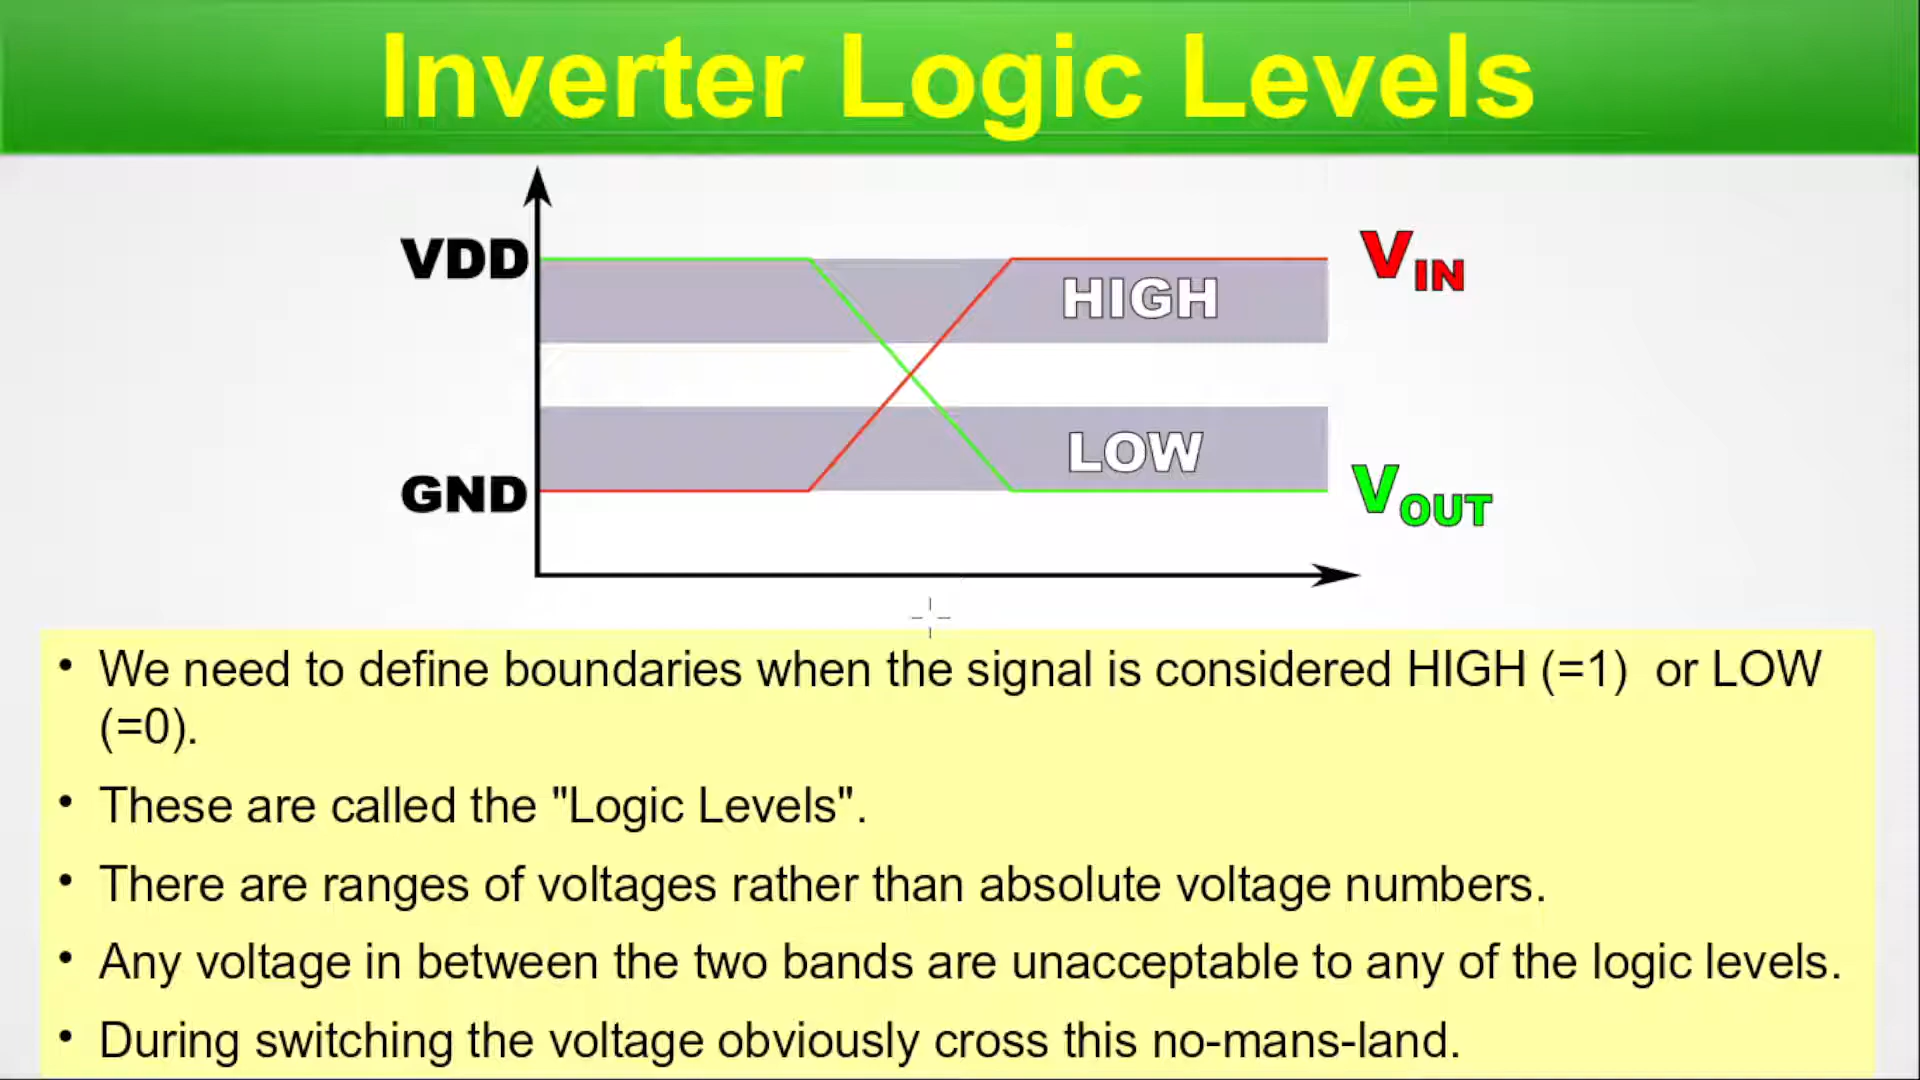 Inverter Logic Levels
VDD
HIGH
V IN
LOW
GND
V OUT
• We need to define boundaries when the signal is considered HIGH (=1)  or LOW
(=0).
• These are called the "Logic Levels".
• There are ranges of voltages rather than absolute voltage numbers.
• Any voltage in between the two bands are unacceptable to any of the logic levels.
• During switching the voltage obviously cross this no-mans-land.